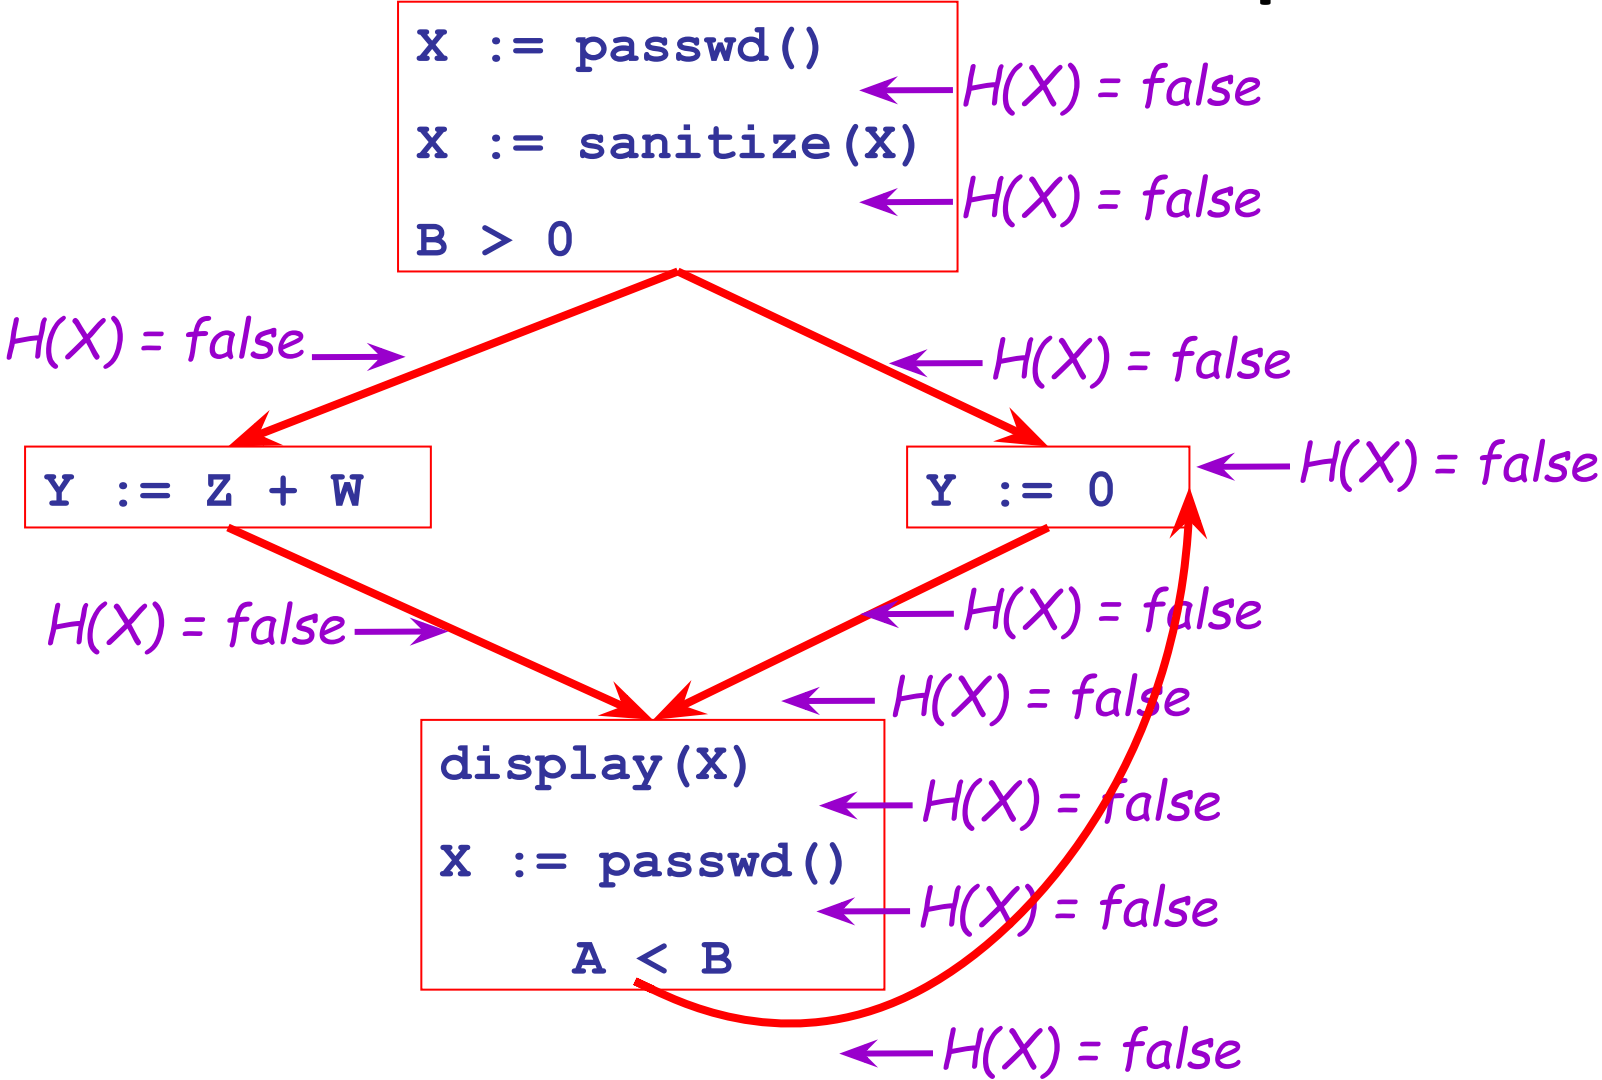 X := passwd()
H(X) = false
X := sanitize(X)
H(X) = false
B > 0
H(X) = false
H(X) = false
H(X) = false
Y := Z + W
Y := 0
H(X) = false
H(X) = false
H(X) = false
display(X)
H(X) = false
X := passwd()
H(X) = false
A < B
H(X) = false